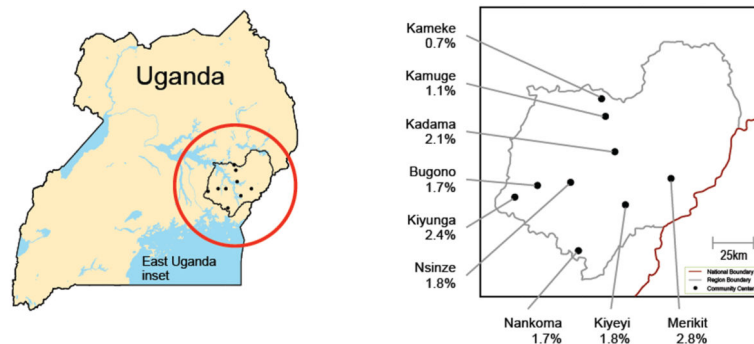 Uganda
East Uganda
inset
Kameke
0.7%
Kamuge
1.1%
Kadama
2.1%
Bugono
1.7%
Kiyunga
2.4%
Nsinze
1.8%
Nankoma
1.7%
Kiyeyi
1.8%
Merikit
2.8%
25km
National Boundary
Region Boundary
Community Center